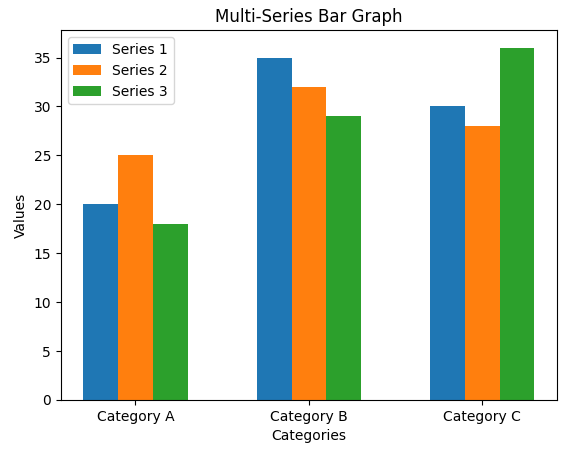 Multi-Series Bar Graph
Series 1
Series 2
Series 3
35
30
25
20
15
10
5
0
Values
Category A
Category B
Category C
Categories